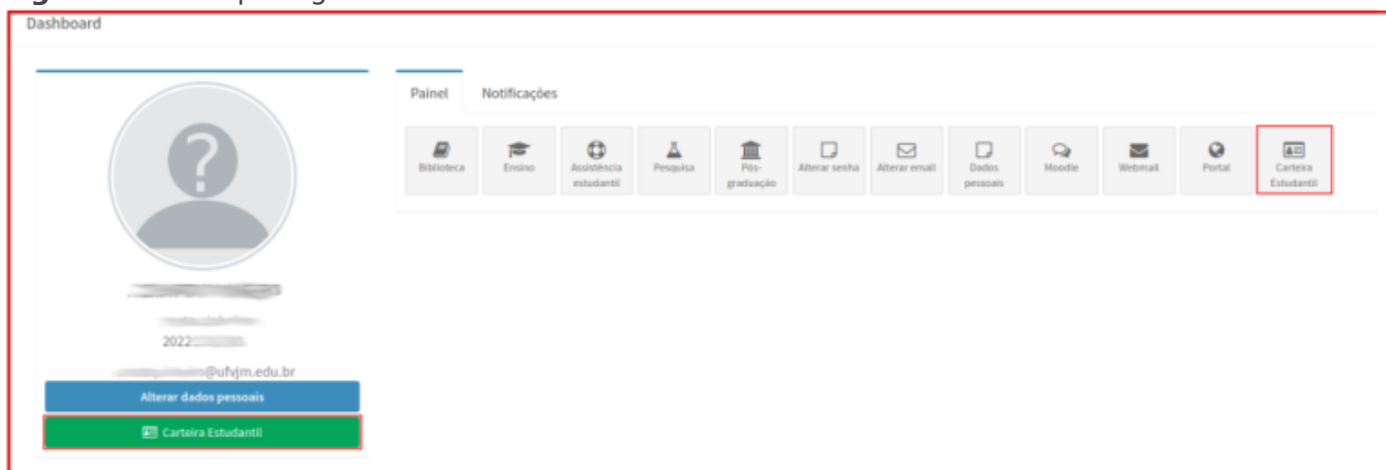 Dashboard
Painel Notificações
Biblioteca
Ensino
Assistência
estudantil
Pesquisa
Pós-
graduação
Alterar senha
Alterar email
Dados
pessoais
Moodle
Webmail
Portal
Carteira
Estudantil
2022
@ufvjm.edu.br
Alterar dados pessoais
Carteira Estudantil